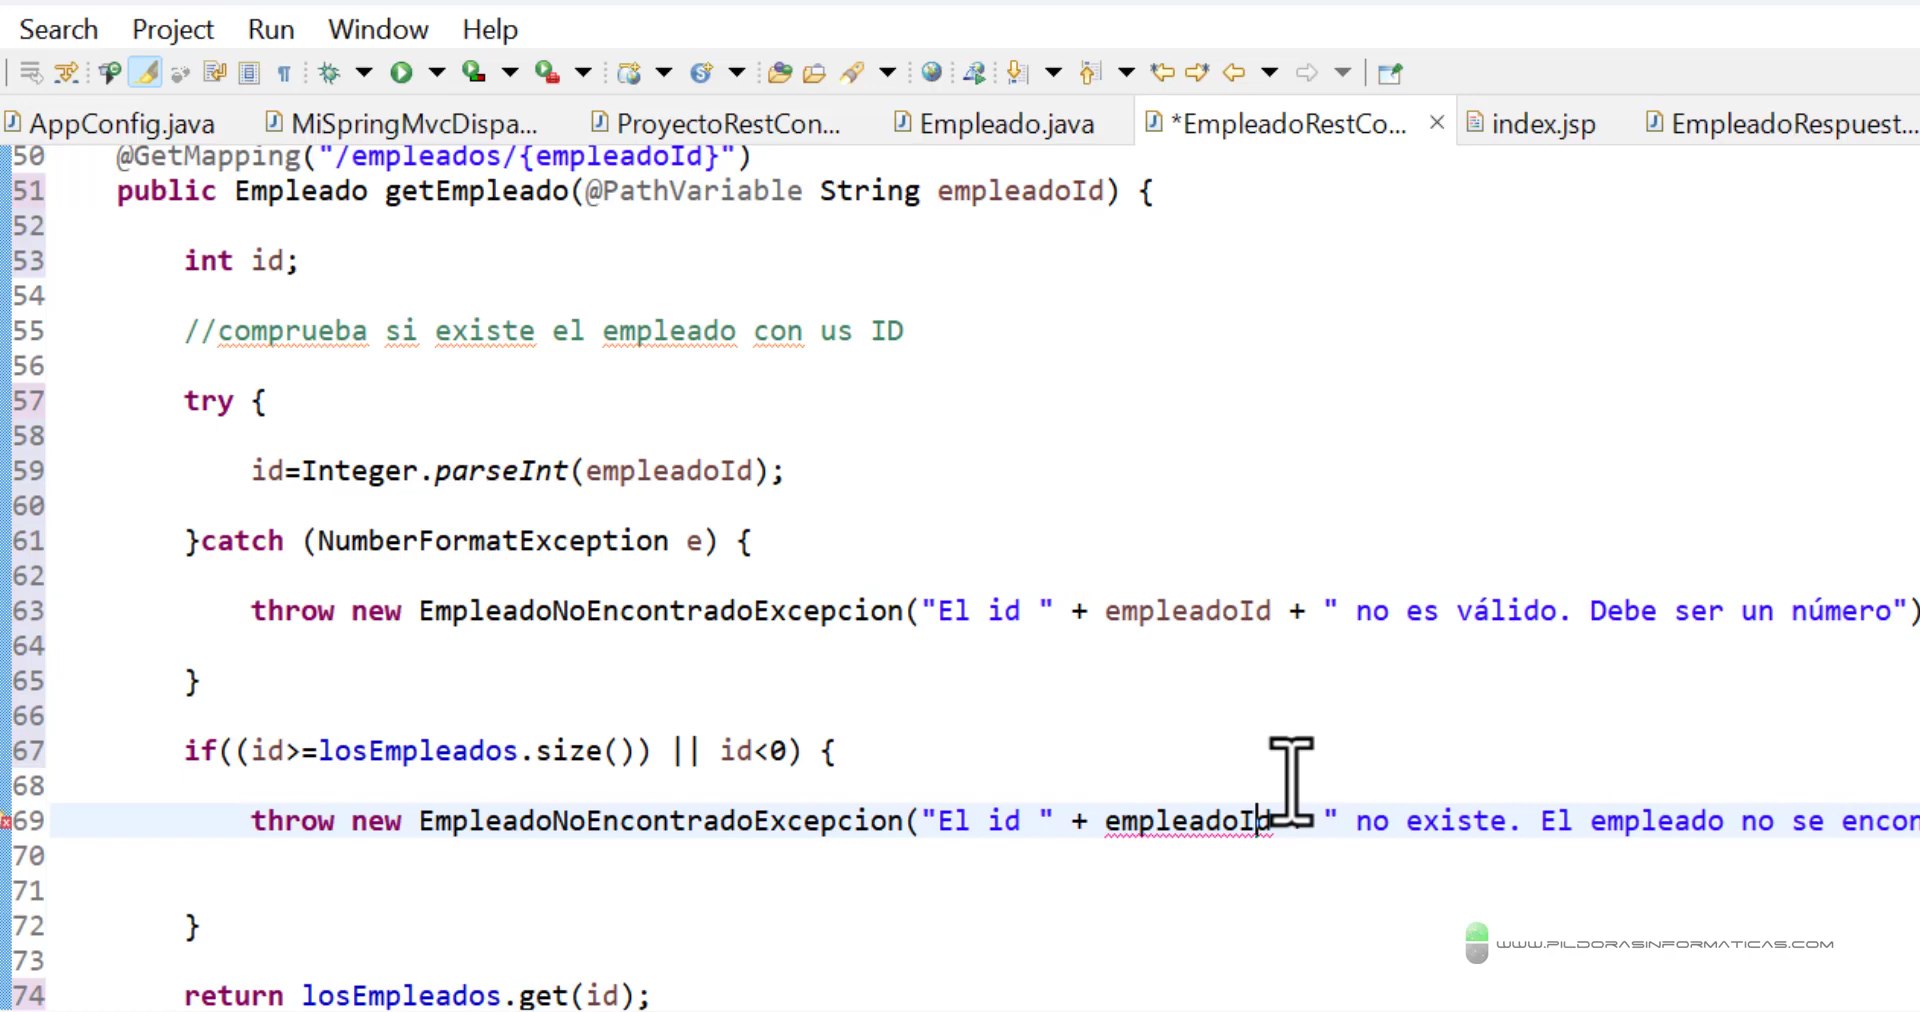 Search Project Run Window Help
AppConfig.java MiSpringMvcDispa... ProyectoRestCon... Empleado.java *EmpleadoRestCo... index.jsp EmpleadoRespuest...
50 @GetMapping("/empleados/{empleadoId}")
51 public Empleado getEmpleado(@PathVariable String empleadoId) {
52
53 int id;
54
55 //comprueba si existe el empleado con us ID
56
57 try {
58
59 id=Integer.parseInt(empleadoId);
60
61 }catch (NumberFormatException e) {
62
63 throw new EmpleadoNoEncontradoExcepcion("El id " + empleadoId + " no es válido. Debe ser un número")
64
65 }
66
67 if((id>=losEmpleados.size()) || id<0) {
68
69 throw new EmpleadoNoEncontradoExcepcion("El id " + empleadoId " no existe. El empleado no se encon
70
71
72 }
73
74 return losEmpleados.get(id);
WWW.PILDORASINFORMATICAS.COM